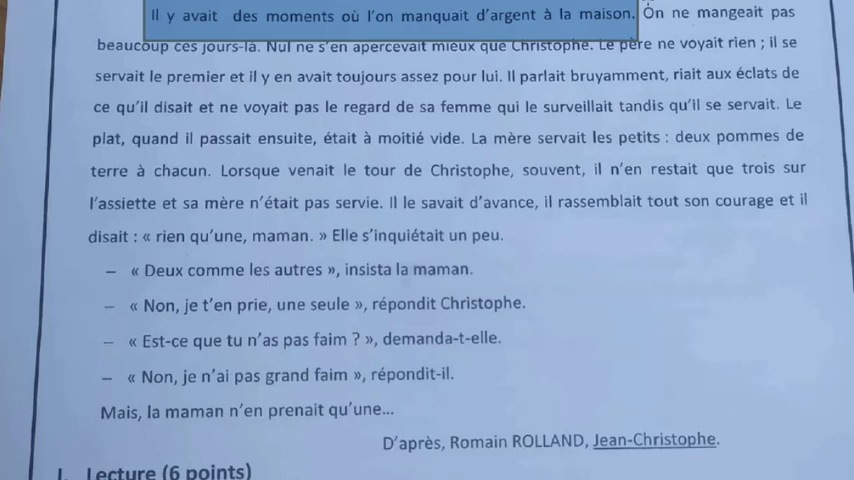 Il y avait des moments où l'on manquait d'argent à la maison. On ne mangeait pas
beaucoup ces jours-là. Nul ne s'en apercevait mieux que Christophe. Le père ne voyait rien ; il se
servait le premier et il y en avait toujours assez pour lui. Il parlait bruyamment, riait aux éclats de
ce qu'il disait et ne voyait pas le regard de sa femme qui le surveillait tandis qu'il se servait. Le
plat, quand il passait ensuite, était à moitié vide. La mère servait les petits : deux pommes de
terre à chacun. Lorsque venait le tour de Christophe, souvent, il n'en restait que trois sur
l'assiette et sa mère n'était pas servie. Il le savait d'avance, il rassemblait tout son courage et il
disait : « rien qu'une, maman. » Elle s'inquiétait un peu.
– « Deux comme les autres », insista la maman.
– « Non, je t'en prie, une seule », répondit Christophe.
– « Est-ce que tu n'as pas faim ? », demanda-t-elle.
– « Non, je n'ai pas grand faim », répondit-il.
Mais, la maman n'en prenait qu'une...
D'après, Romain ROLLAND, Jean-Christophe.
I. Lecture (6 points)